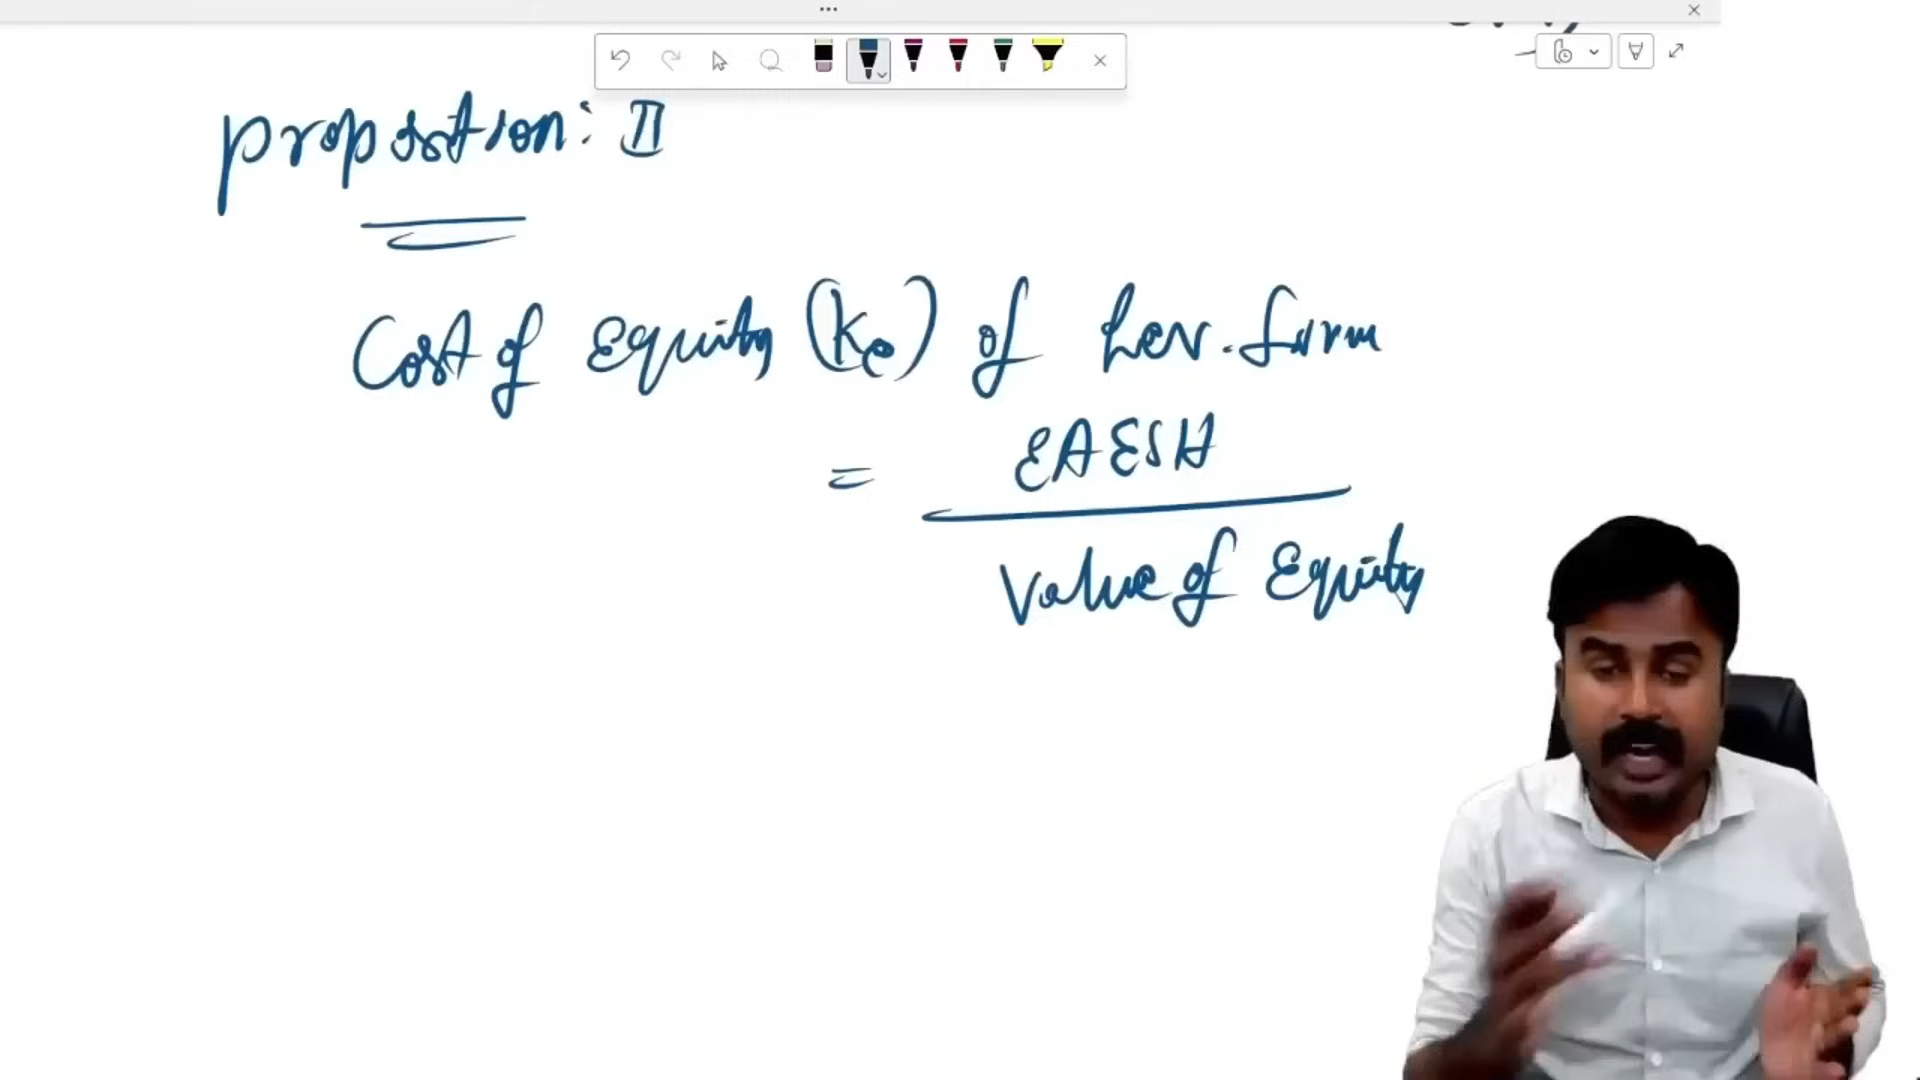 proposition: II
Cost of Equity (Ke) of Lev. firm
= EAESH
Value of Equity